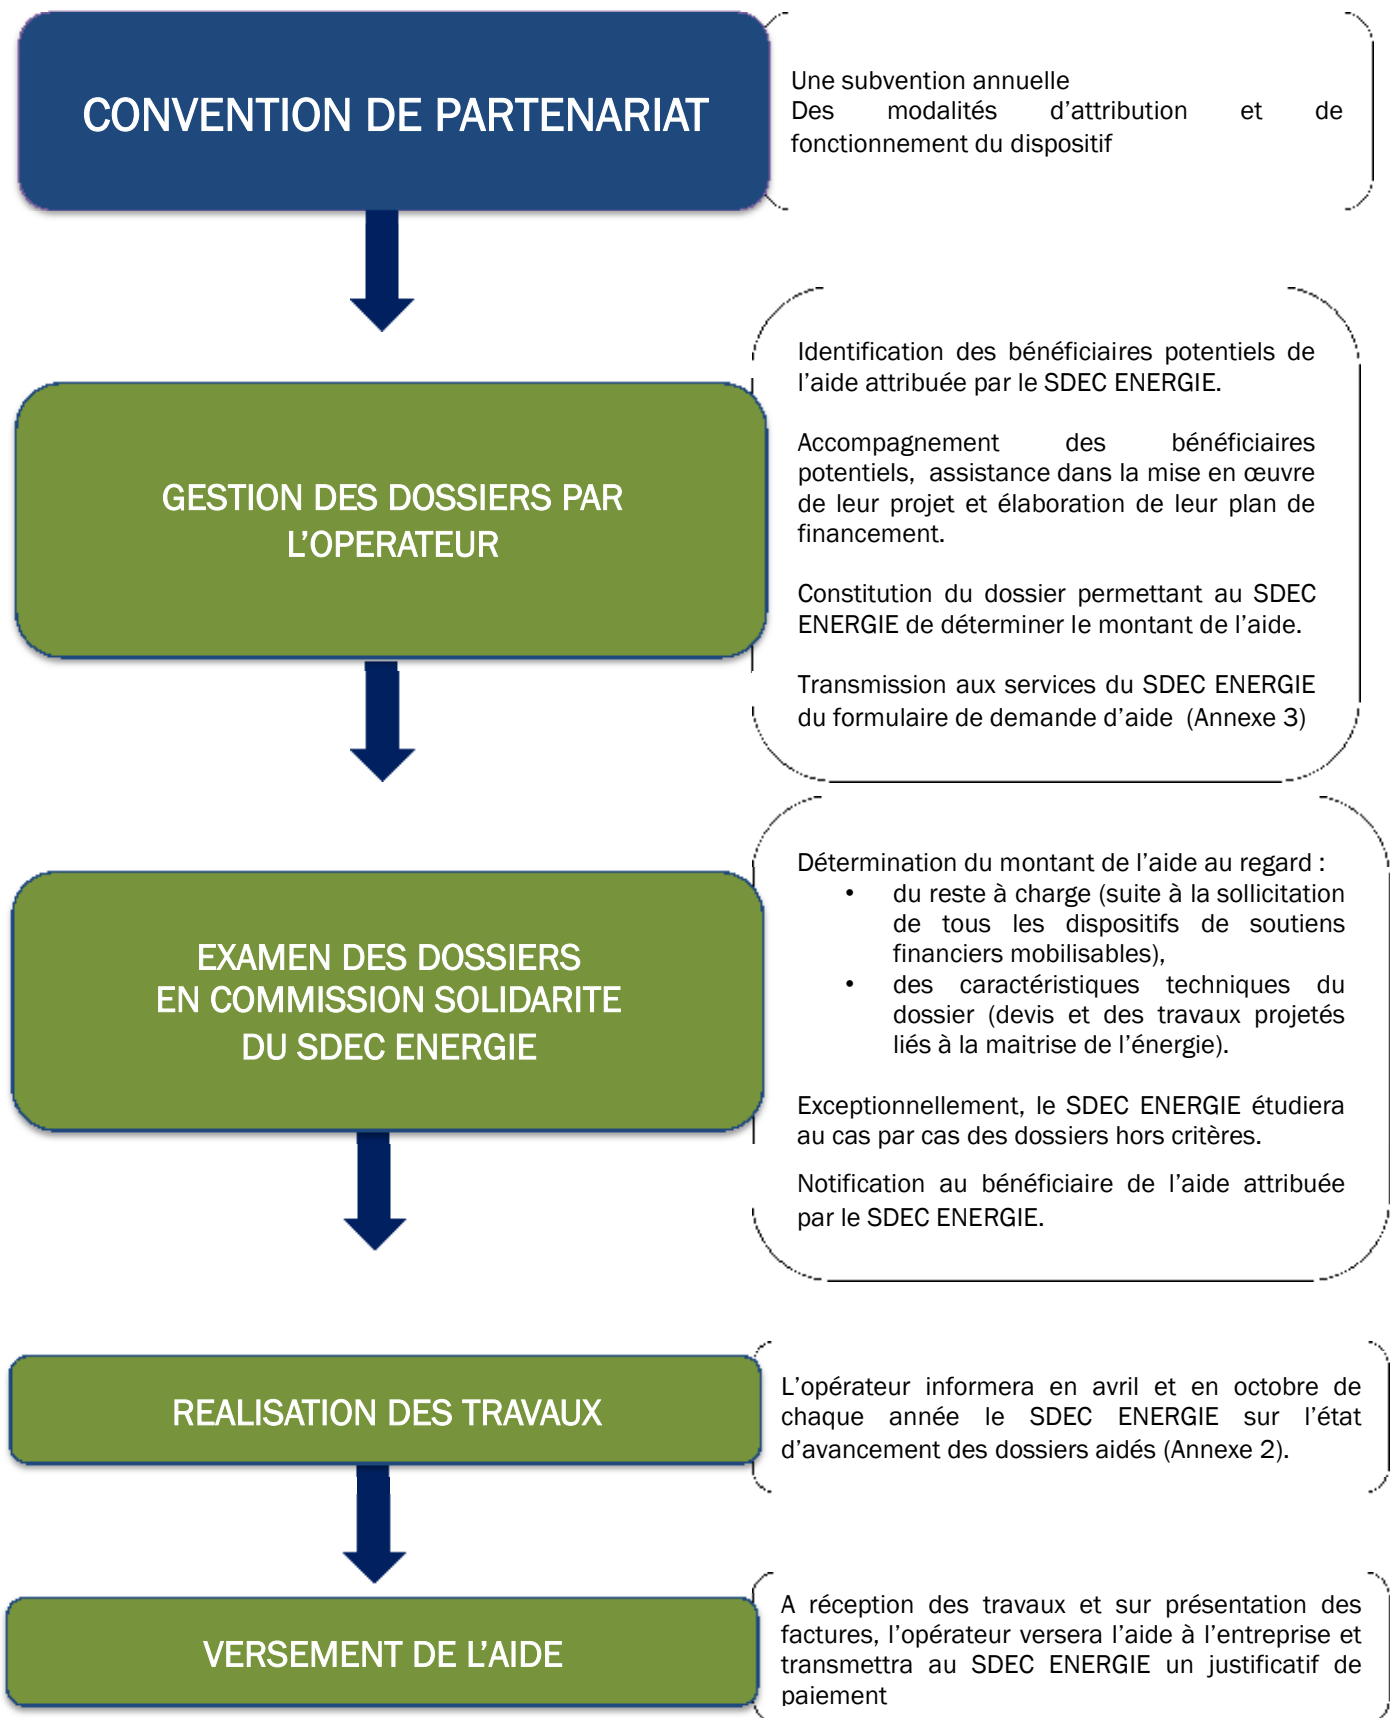 CONVENTION DE PARTENARIAT
Une subvention annuelle
Des modalités d’attribution et de
fonctionnement du dispositif
GESTION DES DOSSIERS PAR
L’OPERATEUR
Identification des bénéficiaires potentiels de
l’aide attribuée par le SDEC ENERGIE.
Accompagnement des bénéficiaires
potentiels, assistance dans la mise en œuvre
de leur projet et élaboration de leur plan de
financement.
Constitution du dossier permettant au SDEC
ENERGIE de déterminer le montant de l’aide.
Transmission aux services du SDEC ENERGIE
du formulaire de demande d’aide (Annexe 3)
EXAMEN DES DOSSIERS
EN COMMISSION SOLIDARITE
DU SDEC ENERGIE
Détermination du montant de l’aide au regard :
• du reste à charge (suite à la sollicitation
de tous les dispositifs de soutiens
financiers mobilisables),
• des caractéristiques techniques du
dossier (devis et des travaux projetés
liés à la maitrise de l’énergie).
Exceptionnellement, le SDEC ENERGIE étudiera
au cas par cas des dossiers hors critères.
Notification au bénéficiaire de l’aide attribuée
par le SDEC ENERGIE.
REALISATION DES TRAVAUX
L’opérateur informera en avril et en octobre de
chaque année le SDEC ENERGIE sur l’état
d’avancement des dossiers aidés (Annexe 2).
VERSEMENT DE L’AIDE
A réception des travaux et sur présentation des
factures, l’opérateur versera l’aide à l’entreprise et
transmettra au SDEC ENERGIE un justificatif de
paiement